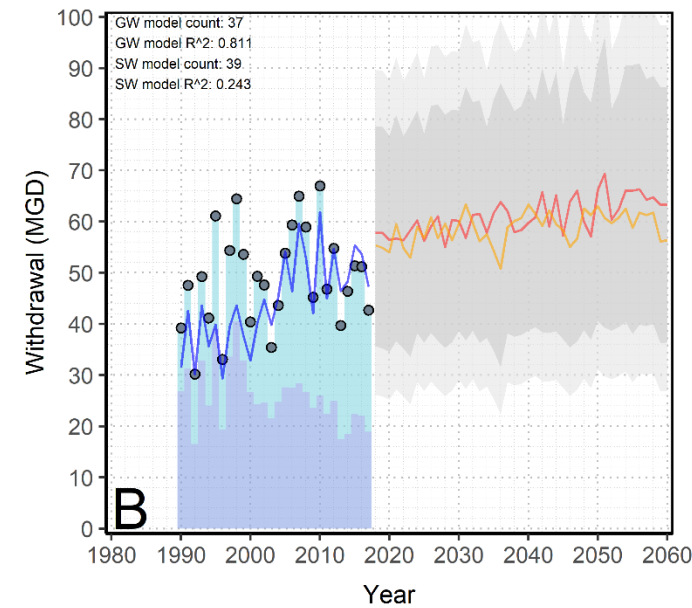 GW model count: 37
GW model R^2: 0.811
SW model count: 39
SW model R^2: 0.243
100
90
80
70
60
50
40
30
20
10
0
Withdrawal (MGD)
B
1980 1990 2000 2010 2020 2030 2040 2050 2060
Year